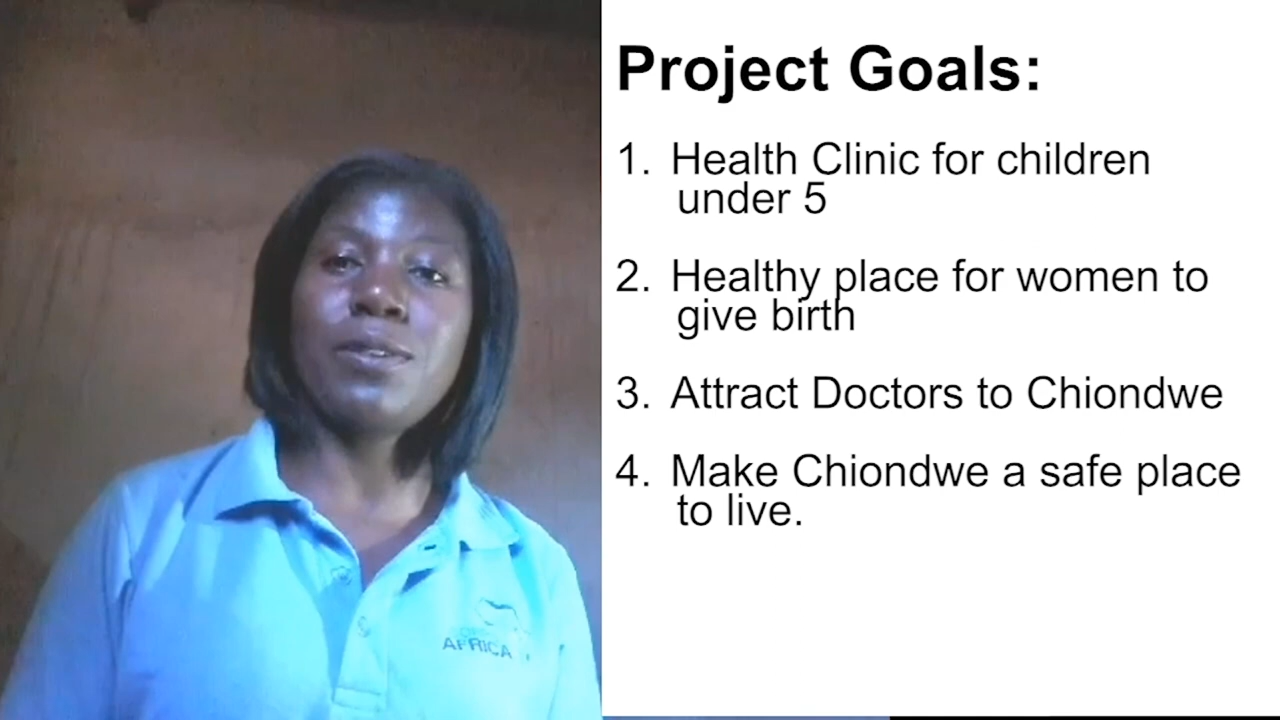 Project Goals:
1. Health Clinic for children
under 5
2. Healthy place for women to
give birth
3. Attract Doctors to Chiondwe
4. Make Chiondwe a safe place
to live.
AFRICA